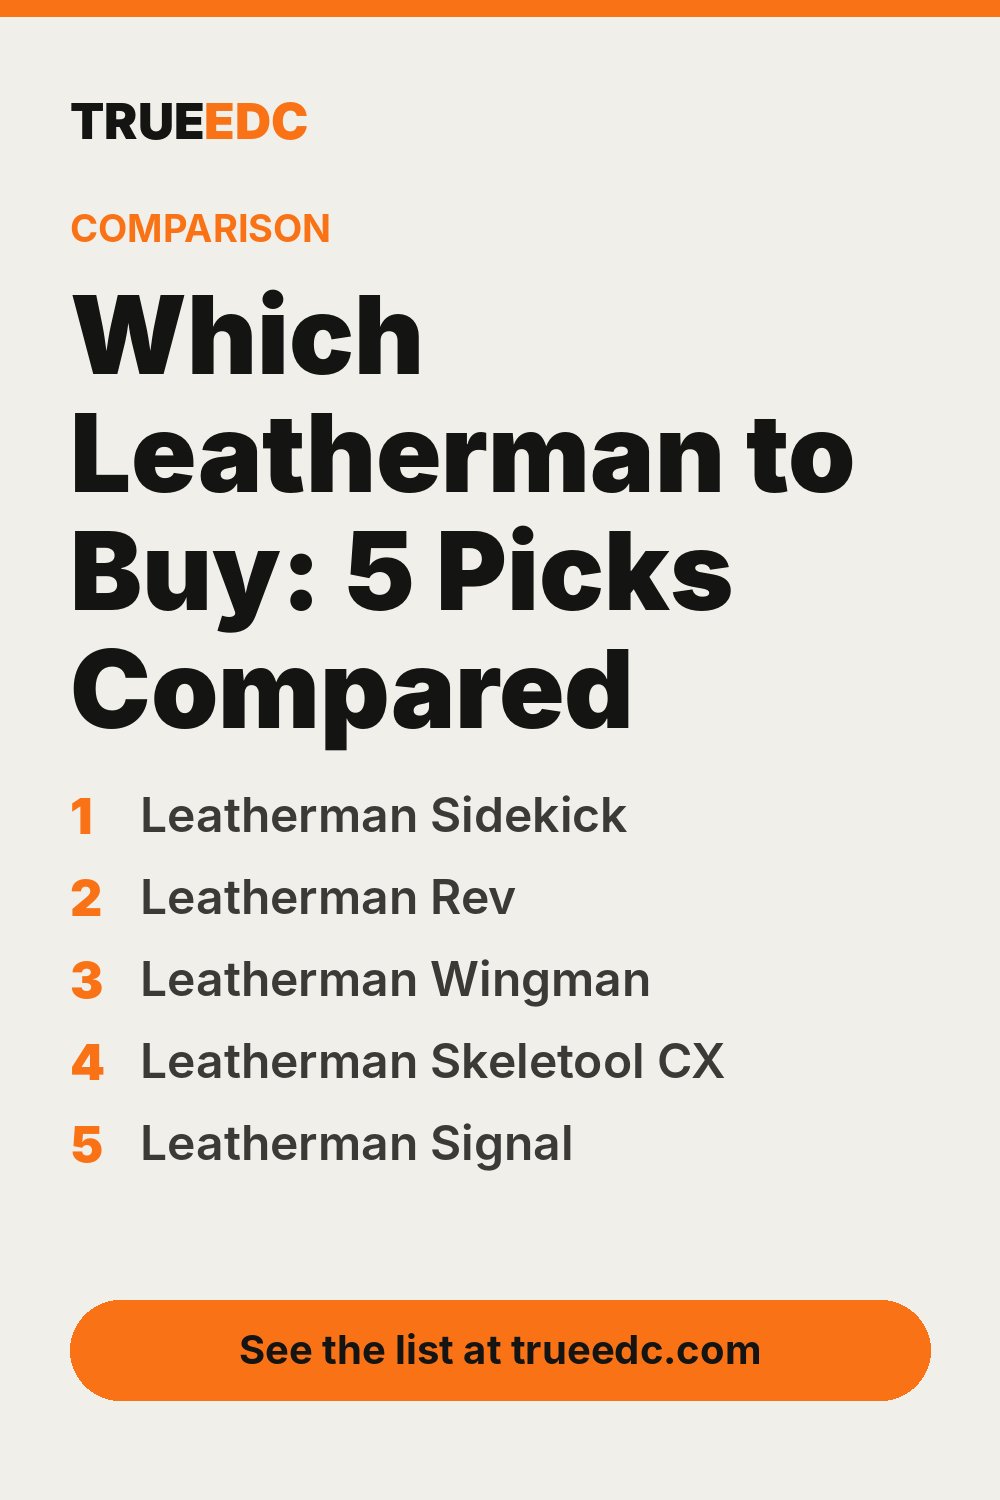 TRUEEDC
COMPARISON
Which
Leatherman to
Buy: 5 Picks
Compared
1 Leatherman Sidekick
2 Leatherman Rev
3 Leatherman Wingman
4 Leatherman Skeletool CX
5 Leatherman Signal
See the list at trueedc.com